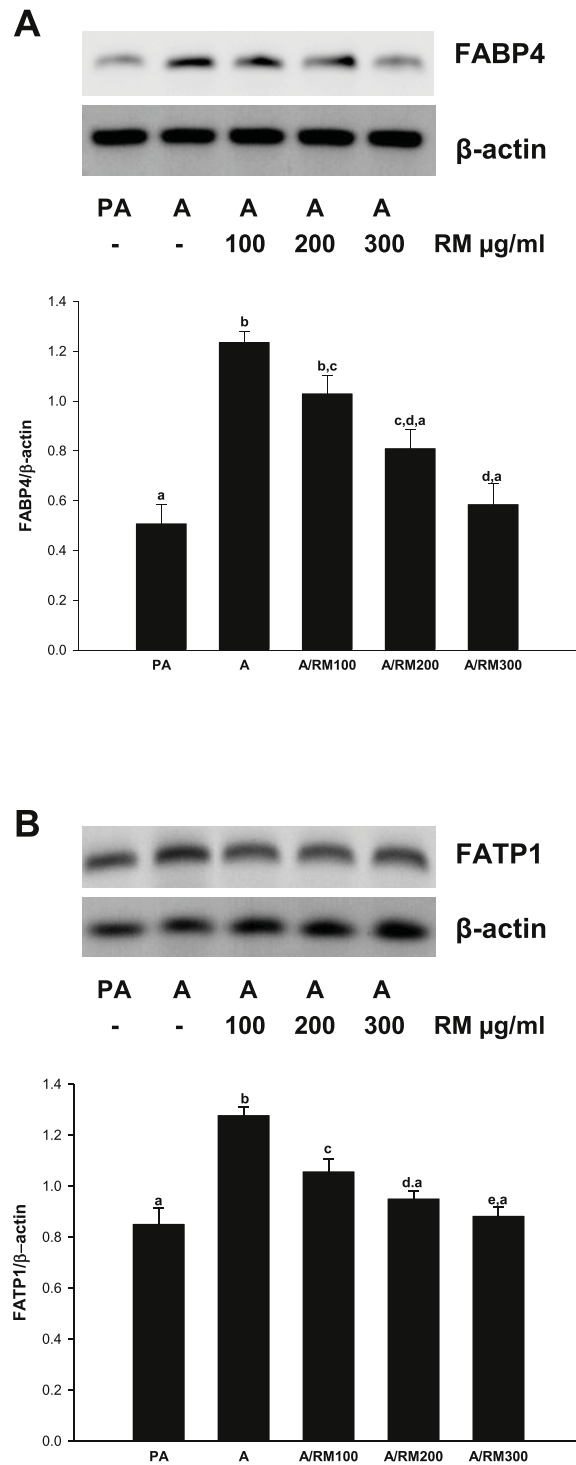 A
FABP4
β-actin
PA A A A A
- - 100 200 300 RM µg/ml
1.4
1.2
1.0
0.8
0.6
0.4
0.2
0.0
FABP4/β-actin
a
b
b,c
c,d,a
d,a
PA A A/RM100 A/RM200 A/RM300
B
FATP1
β-actin
PA A A A A
- - 100 200 300 RM µg/ml
1.4
1.2
1.0
0.8
0.6
0.4
0.2
0.0
FATP1/β−actin
a
b
c
d.a
e,a
PA A A/RM100 A/RM200 A/RM300